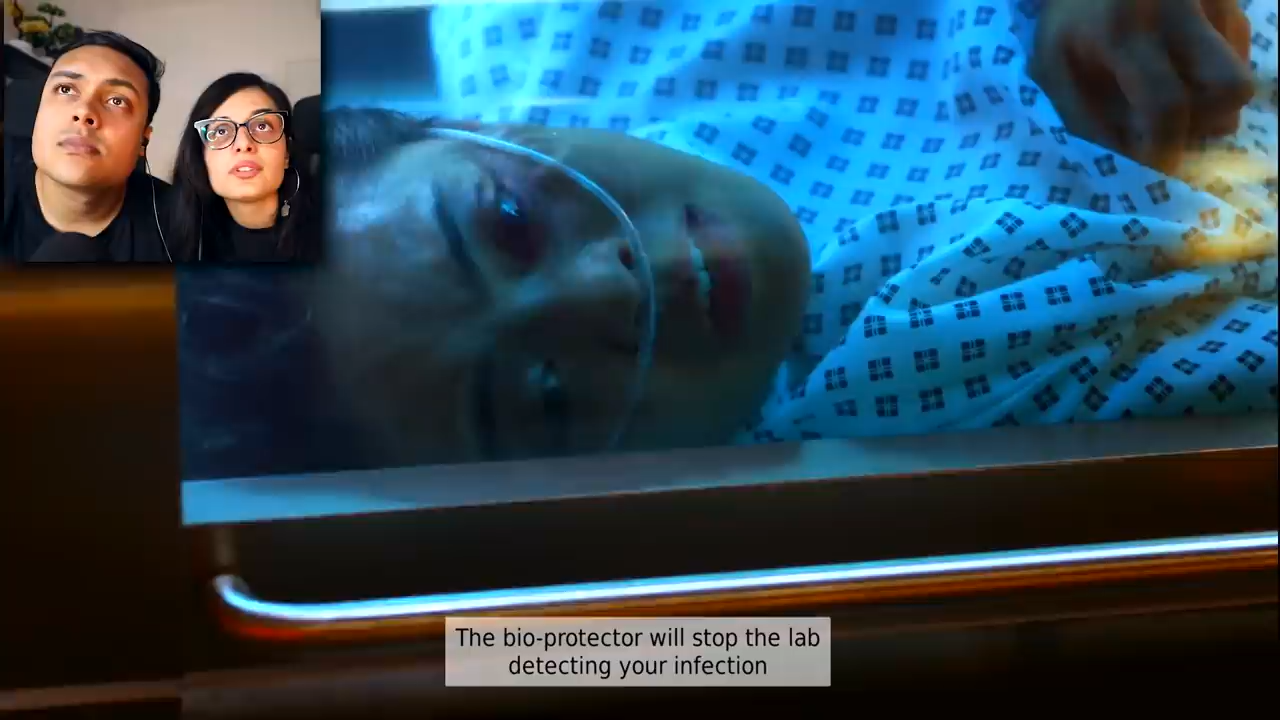 The bio-protector will stop the lab
detecting your infection